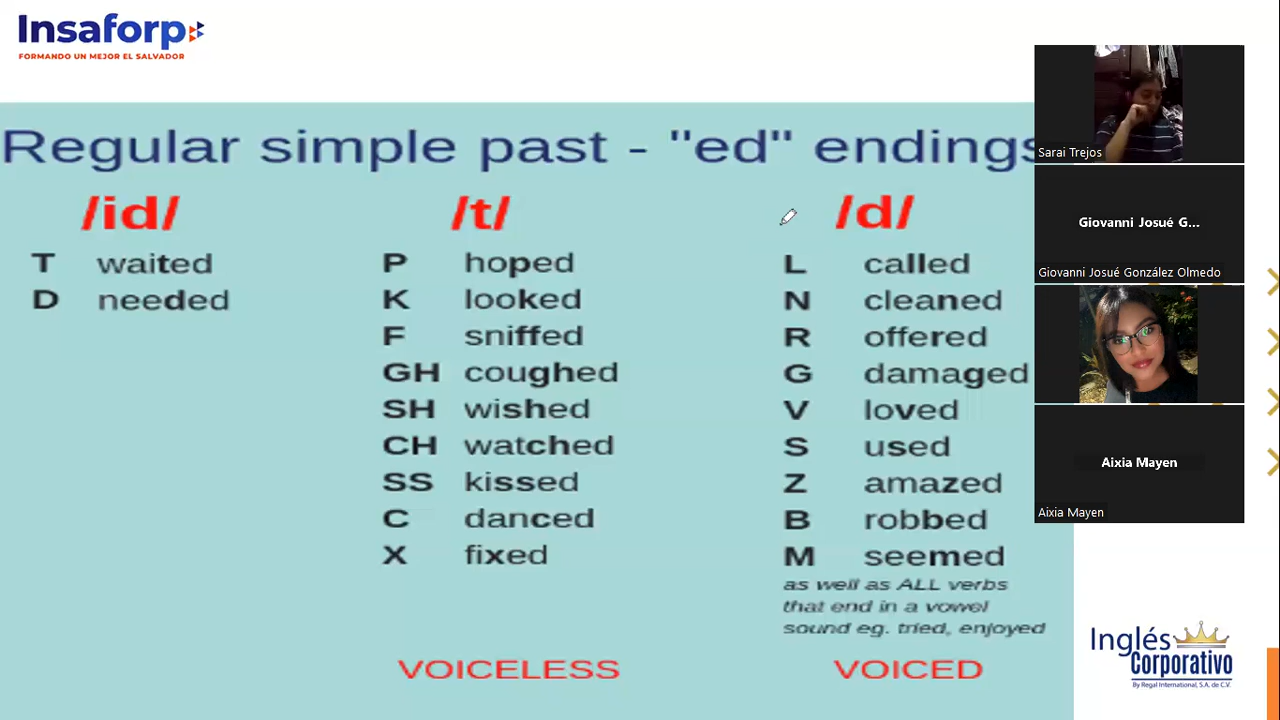 Insaforp
FORMANDO UN MEJOR EL SALVADOR
Regular simple past - "ed" endings
/id/
T waited
D needed
/t/
P hoped
K looked
F sniffed
GH coughed
SH wished
CH watched
SS kissed
C danced
X fixed
VOICELESS
/d/
L called
N cleaned
R offered
G damaged
V loved
S used
Z amazed
B robbed
M seemed
as well as ALL verbs
that end in a vowel
sound eg. tried, enjoyed
VOICED
Sarai Trejos
Giovanni Josué G...
Giovanni Josué González Olmedo
Aixia Mayen
Aixia Mayen
Inglés
Corporativo
By Regal International, S.A. de C.V.